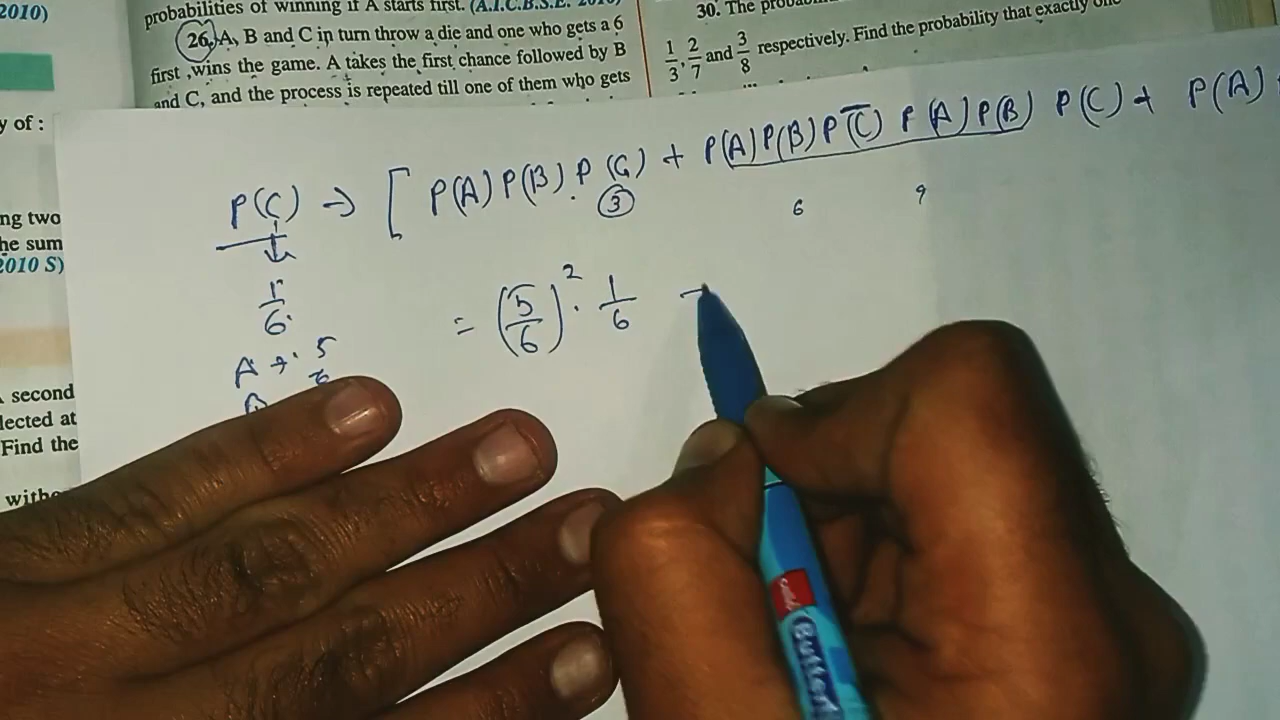 2010)
probabilities of winning if A starts first. (A.I.C.B.S.E. 2010)
26. A, B and C in turn throw a die and one who gets a 6
first ,wins the game. A takes the first chance followed by B
and C, and the process is repeated till one of them who gets
30. The
1/3, 2/7 and 3/8 respectively. Find the probability that exactly one
y of :
ng two
he sum
2010 S)
second
lected at
Find the
P(C) → [ P(A) P(B) . P(C) + P(A) P(B) P(C̅) P(A) P(B) P(C) + P(A)
3 6 9
1/6
= (5/6)² . 1/6
A → 5/6
Butter